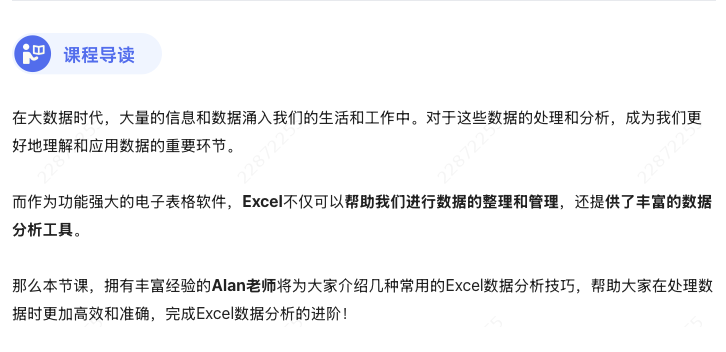 课程导读
在大数据时代，大量的信息和数据涌入我们的生活和工作中。对于这些数据的处理和分析，成为我们更
好地理解和应用数据的重要环节。
而作为功能强大的电子表格软件，Excel不仅可以帮助我们进行数据的整理和管理，还提供了丰富的数据
分析工具。
那么本节课，拥有丰富经验的Alan老师将为大家介绍几种常用的Excel数据分析技巧，帮助大家在处理数
据时更加高效和准确，完成Excel数据分析的进阶！